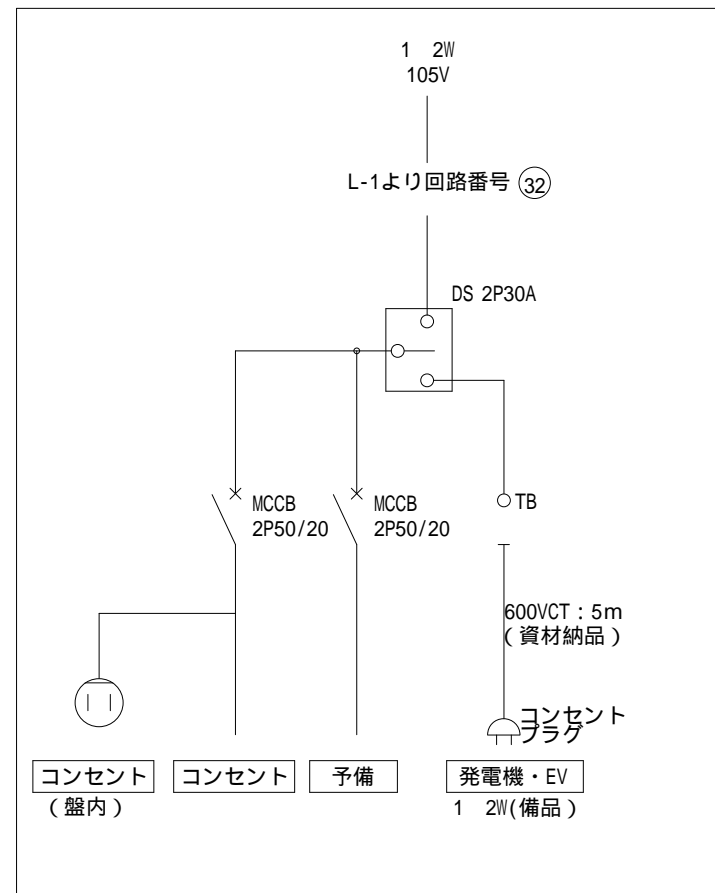 1 2W
105V
L-1より回路番号 32
DS 2P30A
MCCB
2P50/20
MCCB
2P50/20
TB
600VCT:5m
(資材納品)
コンセント
プラグ
コンセント
(盤内)
コンセント
予備
発電機・EV
1 2W(備品)